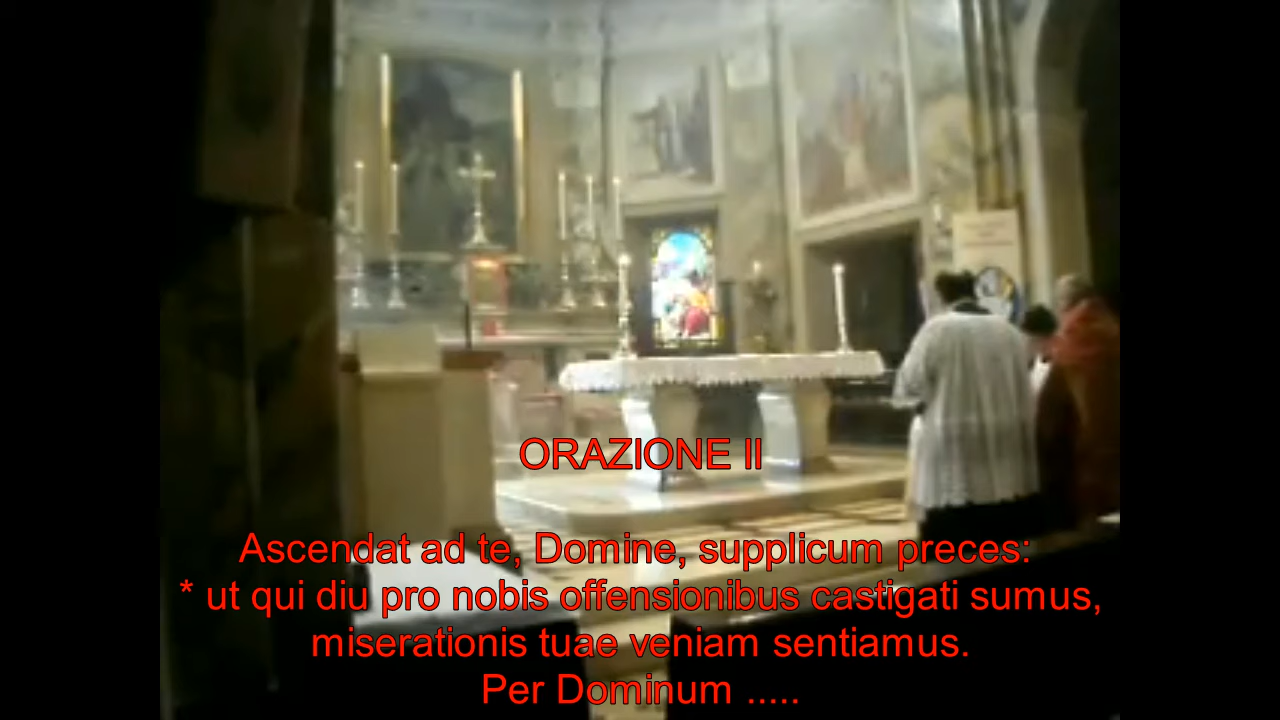 ORAZIONE II
Ascendat ad te, Domine, supplicum preces:
* ut qui diu pro nobis offensionibus castigati sumus,
miserationis tuae veniam sentiamus.
Per Dominum .....